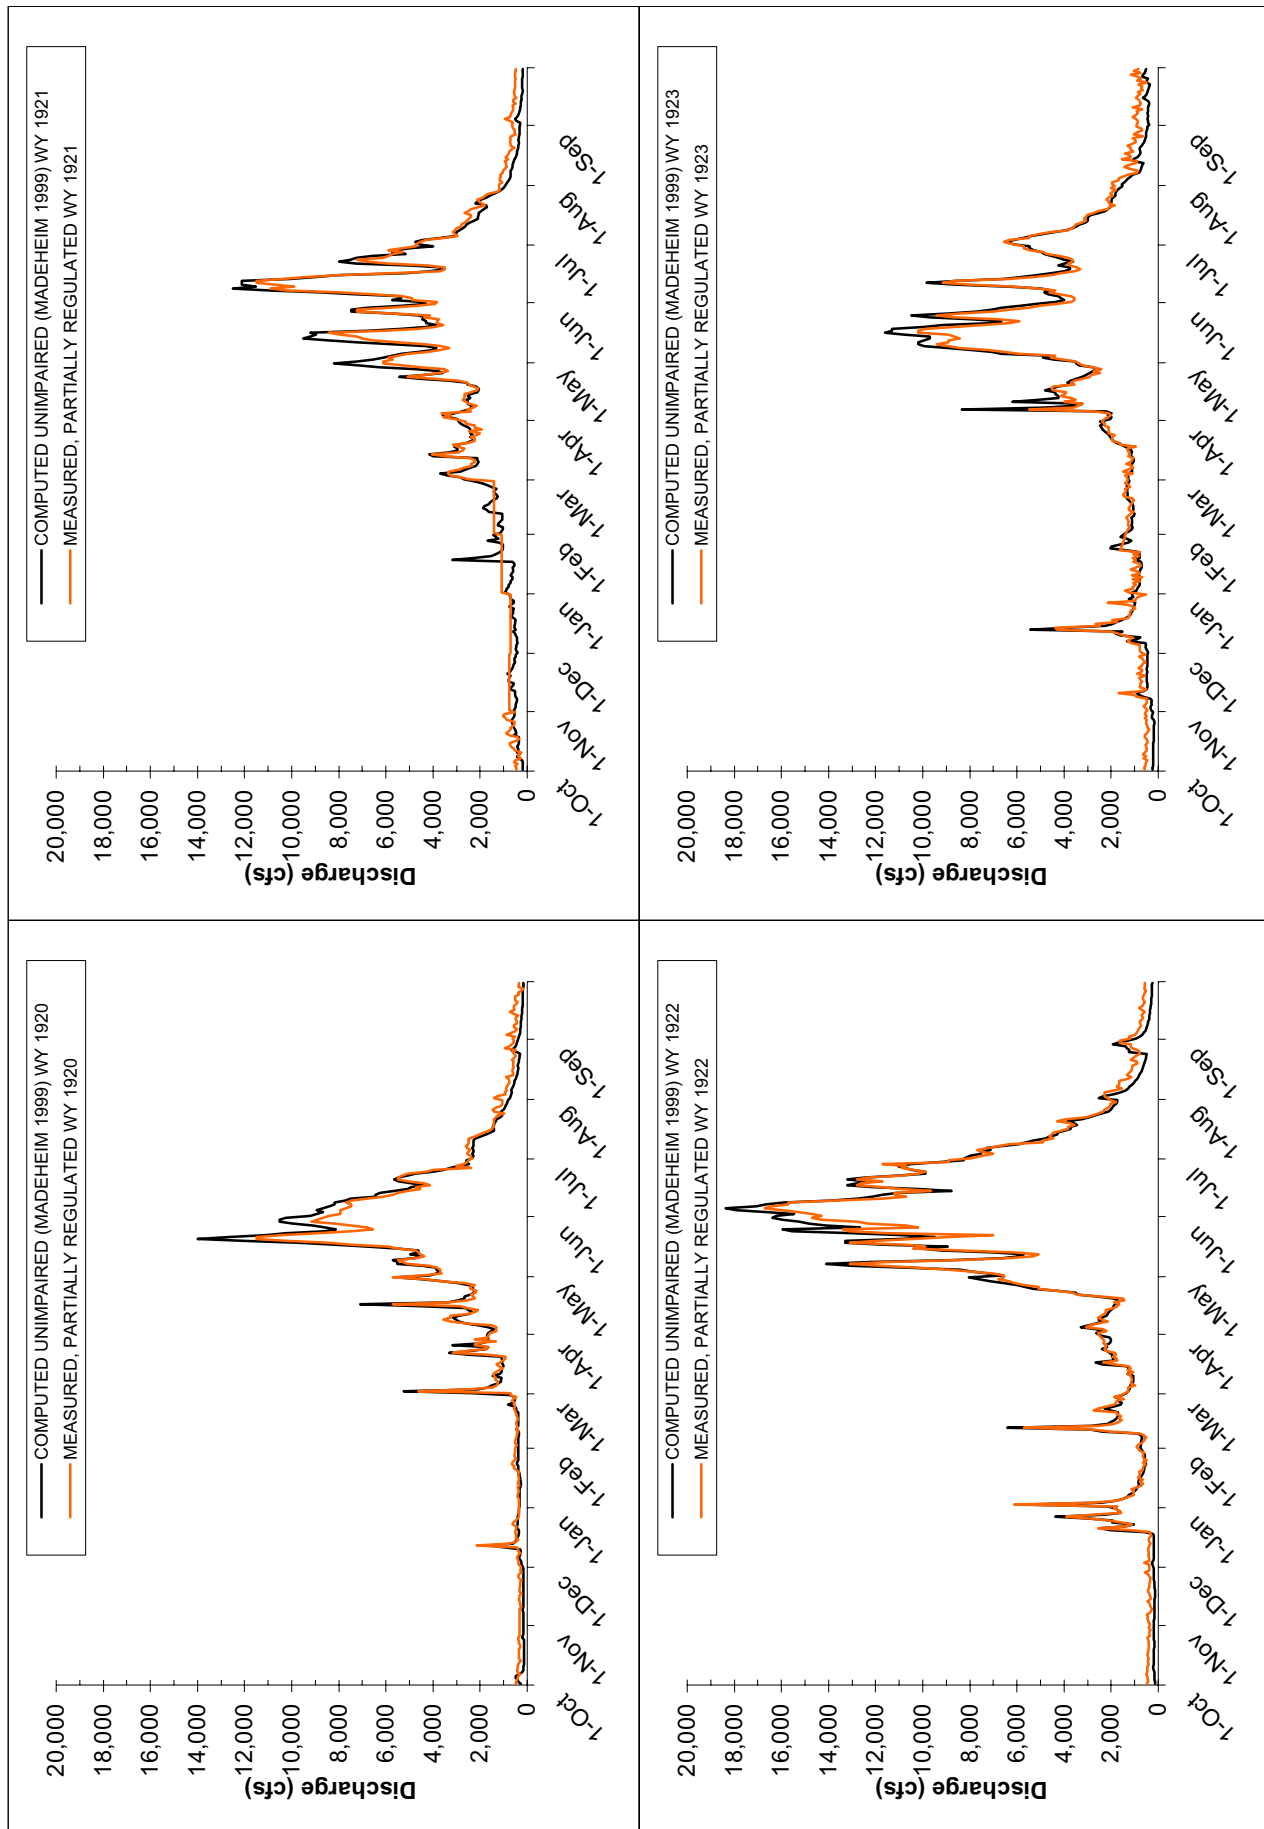 COMPUTED UNIMPAIRED (MADEHEIM 1999) WY 1920
MEASURED, PARTIALLY REGULATED WY 1920
Discharge (cfs)
20,000
18,000
16,000
14,000
12,000
10,000
8,000
6,000
4,000
2,000
0
1-Oct
1-Nov
1-Dec
1-Jan
1-Feb
1-Mar
1-Apr
1-May
1-Jun
1-Jul
1-Aug
1-Sep
COMPUTED UNIMPAIRED (MADEHEIM 1999) WY 1921
MEASURED, PARTIALLY REGULATED WY 1921
Discharge (cfs)
20,000
18,000
16,000
14,000
12,000
10,000
8,000
6,000
4,000
2,000
0
1-Oct
1-Nov
1-Dec
1-Jan
1-Feb
1-Mar
1-Apr
1-May
1-Jun
1-Jul
1-Aug
1-Sep
COMPUTED UNIMPAIRED (MADEHEIM 1999) WY 1922
MEASURED, PARTIALLY REGULATED WY 1922
Discharge (cfs)
20,000
18,000
16,000
14,000
12,000
10,000
8,000
6,000
4,000
2,000
0
1-Oct
1-Nov
1-Dec
1-Jan
1-Feb
1-Mar
1-Apr
1-May
1-Jun
1-Jul
1-Aug
1-Sep
COMPUTED UNIMPAIRED (MADEHEIM 1999) WY 1923
MEASURED, PARTIALLY REGULATED WY 1923
Discharge (cfs)
20,000
18,000
16,000
14,000
12,000
10,000
8,000
6,000
4,000
2,000
0
1-Oct
1-Nov
1-Dec
1-Jan
1-Feb
1-Mar
1-Apr
1-May
1-Jun
1-Jul
1-Aug
1-Sep